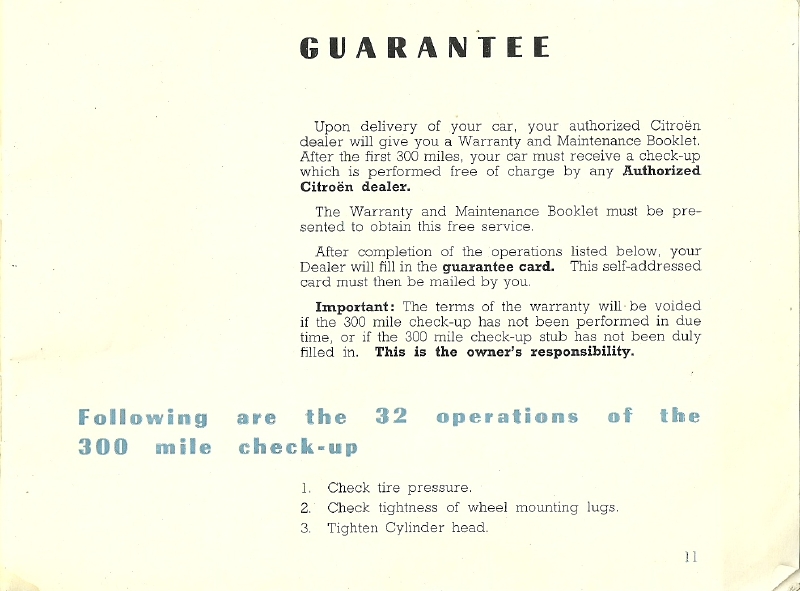 GUARANTEE
Upon delivery of your car, your authorized Citroën
dealer will give you a Warranty and Maintenance Booklet.
After the first 300 miles, your car must receive a check-up
which is performed free of charge by any Authorized
Citroën dealer.
The Warranty and Maintenance Booklet must be pre-
sented to obtain this free service.
After completion of the operations listed below, your
Dealer will fill in the guarantee card. This self-addressed
card must then be mailed by you.
Important: The terms of the warranty will be voided
if the 300 mile check-up has not been performed in due
time, or if the 300 mile check-up stub has not been duly
filled in. This is the owner's responsibility.
Following are the 32 operations of the
300 mile check-up
1. Check tire pressure.
2. Check tightness of wheel mounting lugs.
3. Tighten Cylinder head.
11